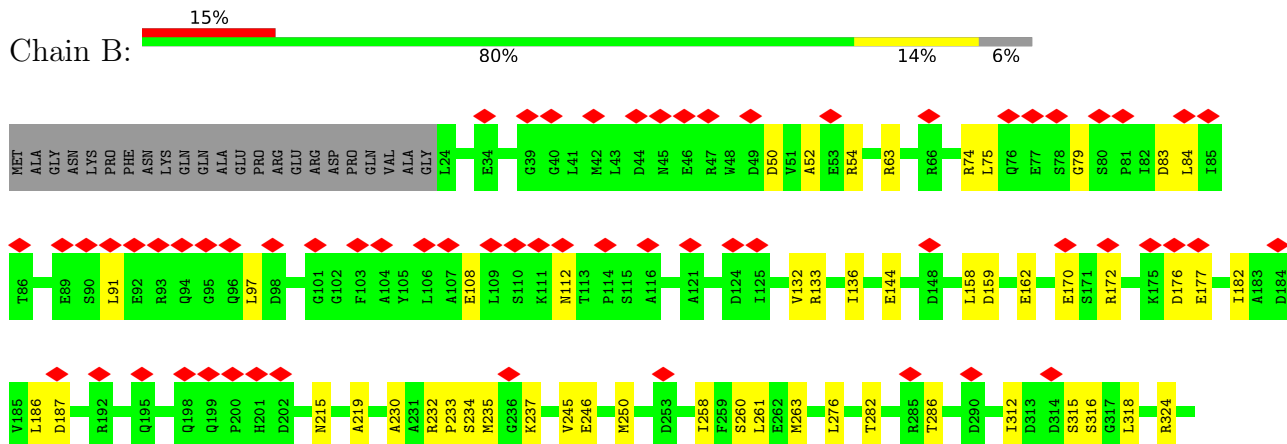 15%
Chain B:
80% 14% 6%
MET ALA GLY ASN LYS PRO PHE ASN LYS GLN GLN ALA GLU PRO ARG GLU ARG ASP PRO GLN VAL ALA GLY L24 E34 G39 G40 L41 M42 L43 D44 N45 E46 R47 W48 D49 D50 V51 A52 E53 R54 R63 R66 R74 L75 Q76 E77 S78 G79 S80 P81 I82 D83 L84 I85
T86 E89 S90 L91 E92 R93 Q94 G95 Q96 L97 D98 G101 G102 F103 A104 Y105 L106 A107 E108 L109 S110 K111 N112 T113 P114 S115 A116 A121 D124 I125 V132 R133 I136 E144 D148 L158 D159 E162 E170 S171 R172 K175 D176 E177 I182 A183 D184
V185 L186 D187 R192 Q195 Q198 Q199 P200 H201 D202 N215 A219 A230 A231 R232 P233 S234 M235 G236 K237 V245 E246 M250 D253 I258 F259 S260 L261 E262 M263 L276 T282 R285 T286 D290 I312 D313 D314 S315 S316 G317 L318 R324